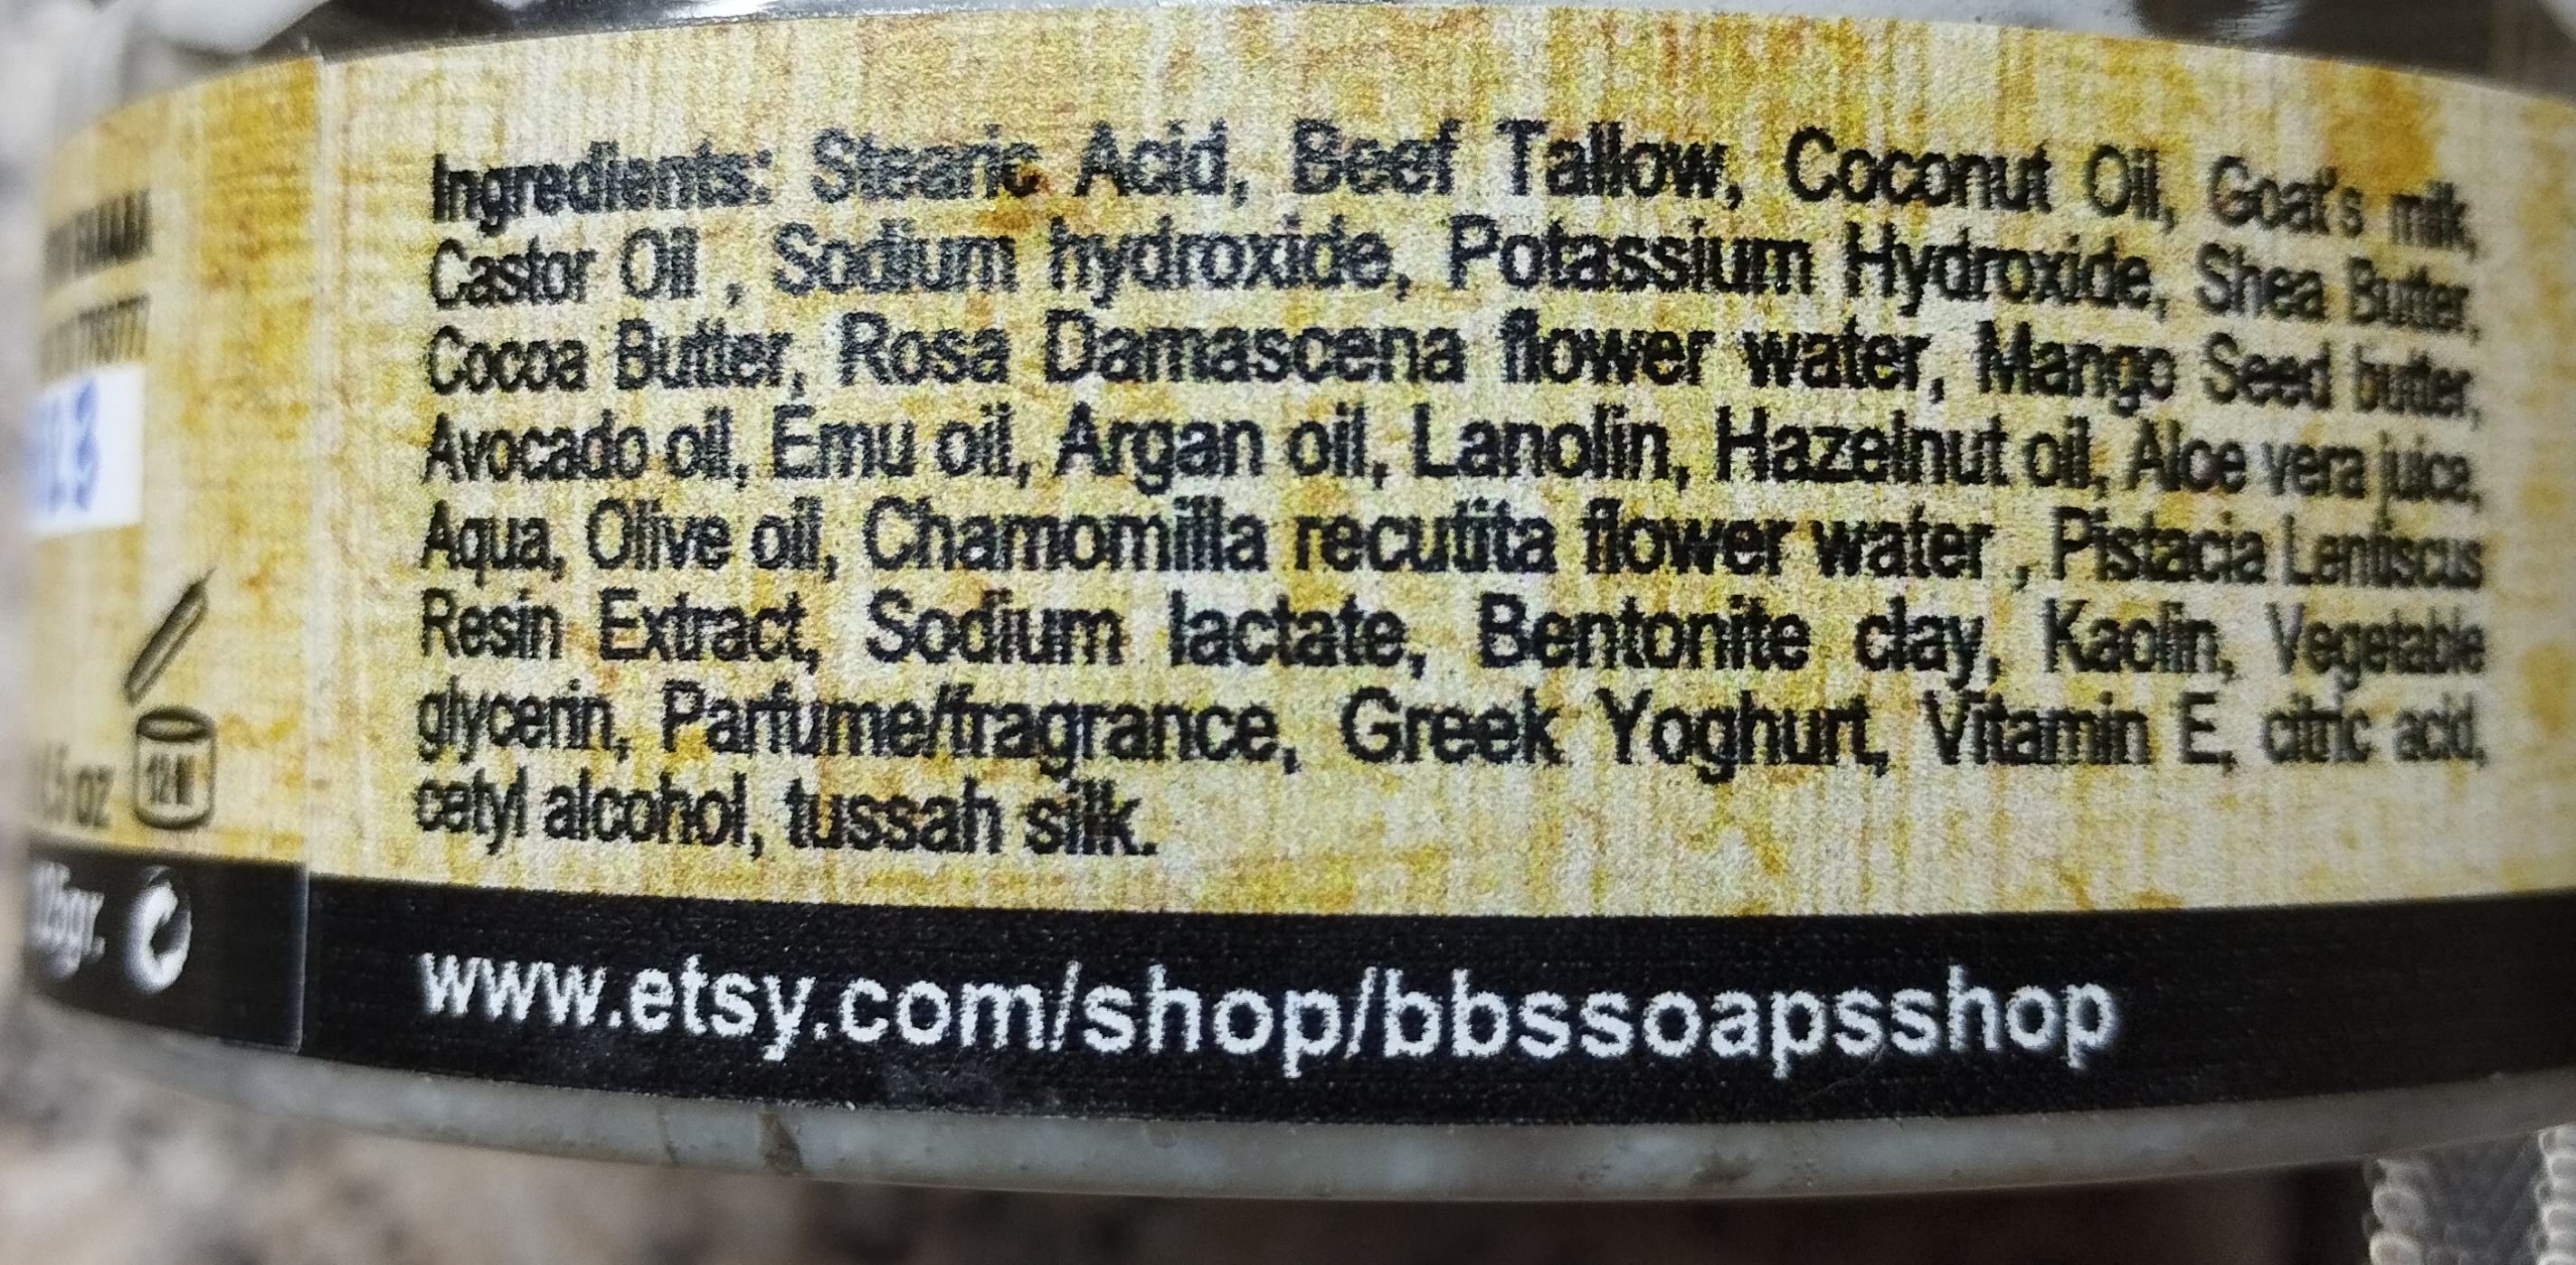 Ingredients: Stearic Acid, Beef Tallow, Coconut Oil, Goat's milk,
Castor Oil , Sodium hydroxide, Potassium Hydroxide, Shea Butter,
Cocoa Butter, Rosa Damascena flower water, Mango Seed butter,
Avocado oil, Emu oil, Argan oil, Lanolin, Hazelnut oil, Aloe vera juice,
Aqua, Olive oil, Chamomilla recutita flower water , Pistacia Lentiscus
Resin Extract, Sodium lactate, Bentonite clay, Kaolin, Vegetable
glycerin, Parfume/fragrance, Greek Yoghurt, Vitamin E, citric acid,
cetyl alcohol, tussah silk.
www.etsy.com/shop/bbssoapsshop
oz
12M